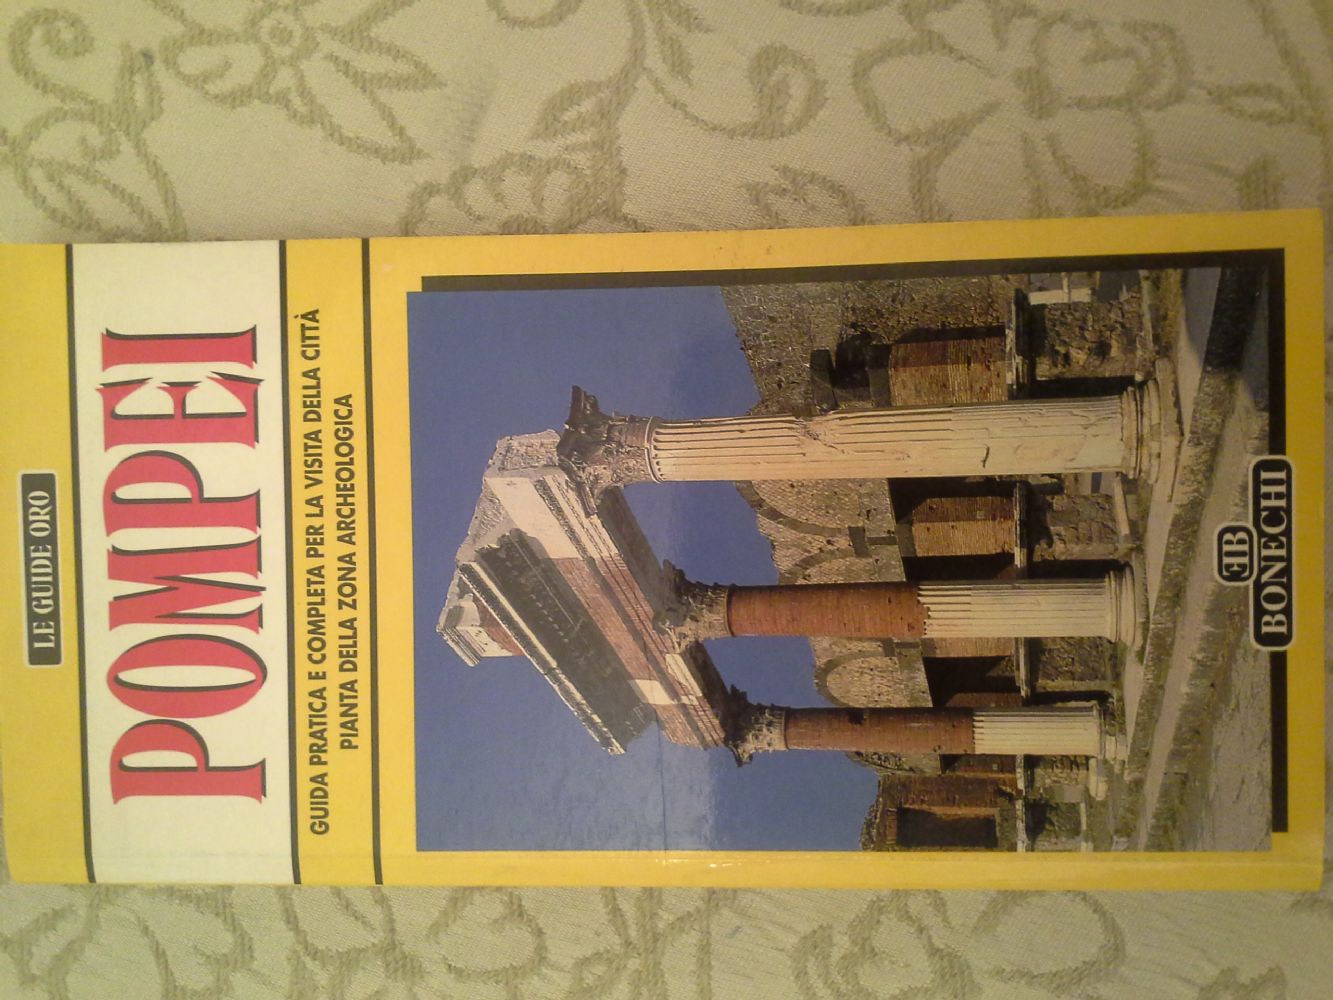 LE GUIDE ORO
POMPEI
GUIDA PRATICA E COMPLETA PER LA VISITA DELLA CITTÀ
PIANTA DELLA ZONA ARCHEOLOGICA
EB
BONECHI